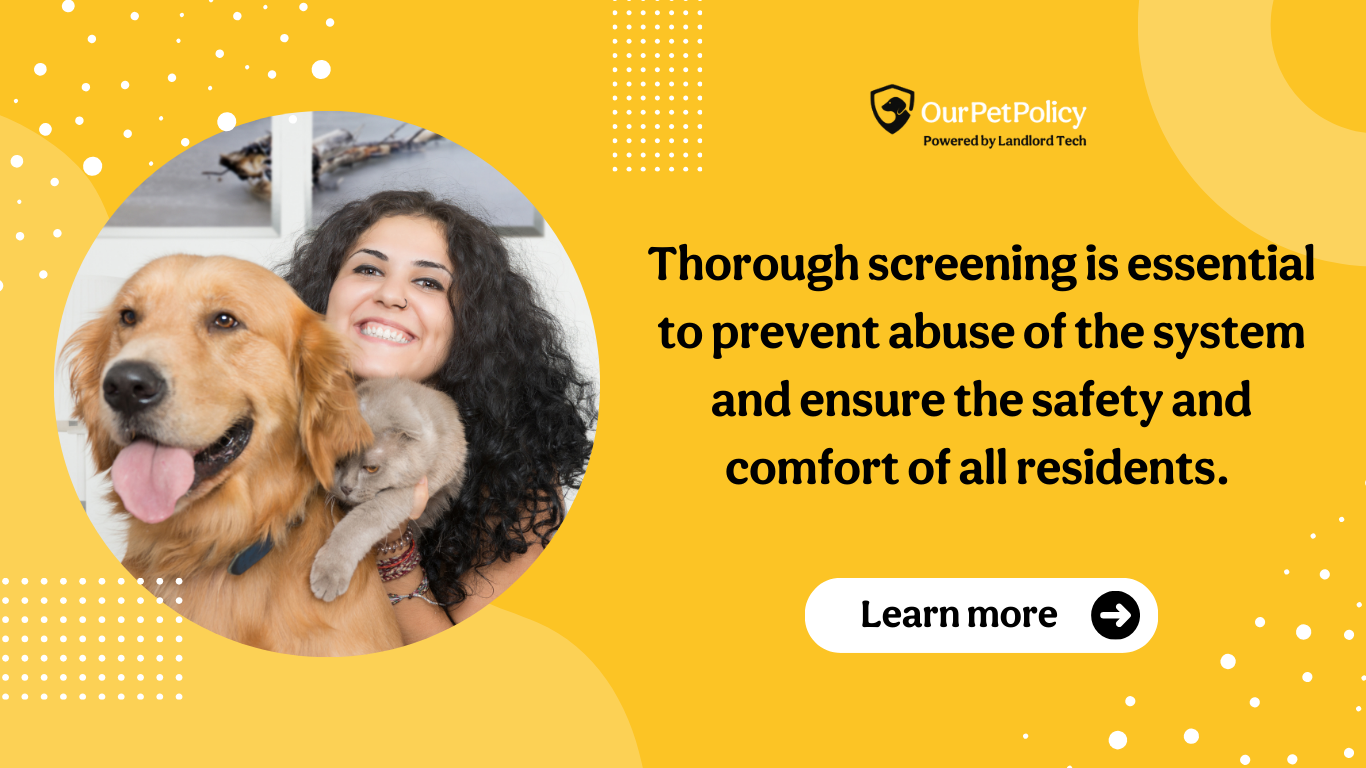 OurPetPolicy
Powered by Landlord Tech
Thorough screening is essential
to prevent abuse of the system
and ensure the safety and
comfort of all residents.
Learn more